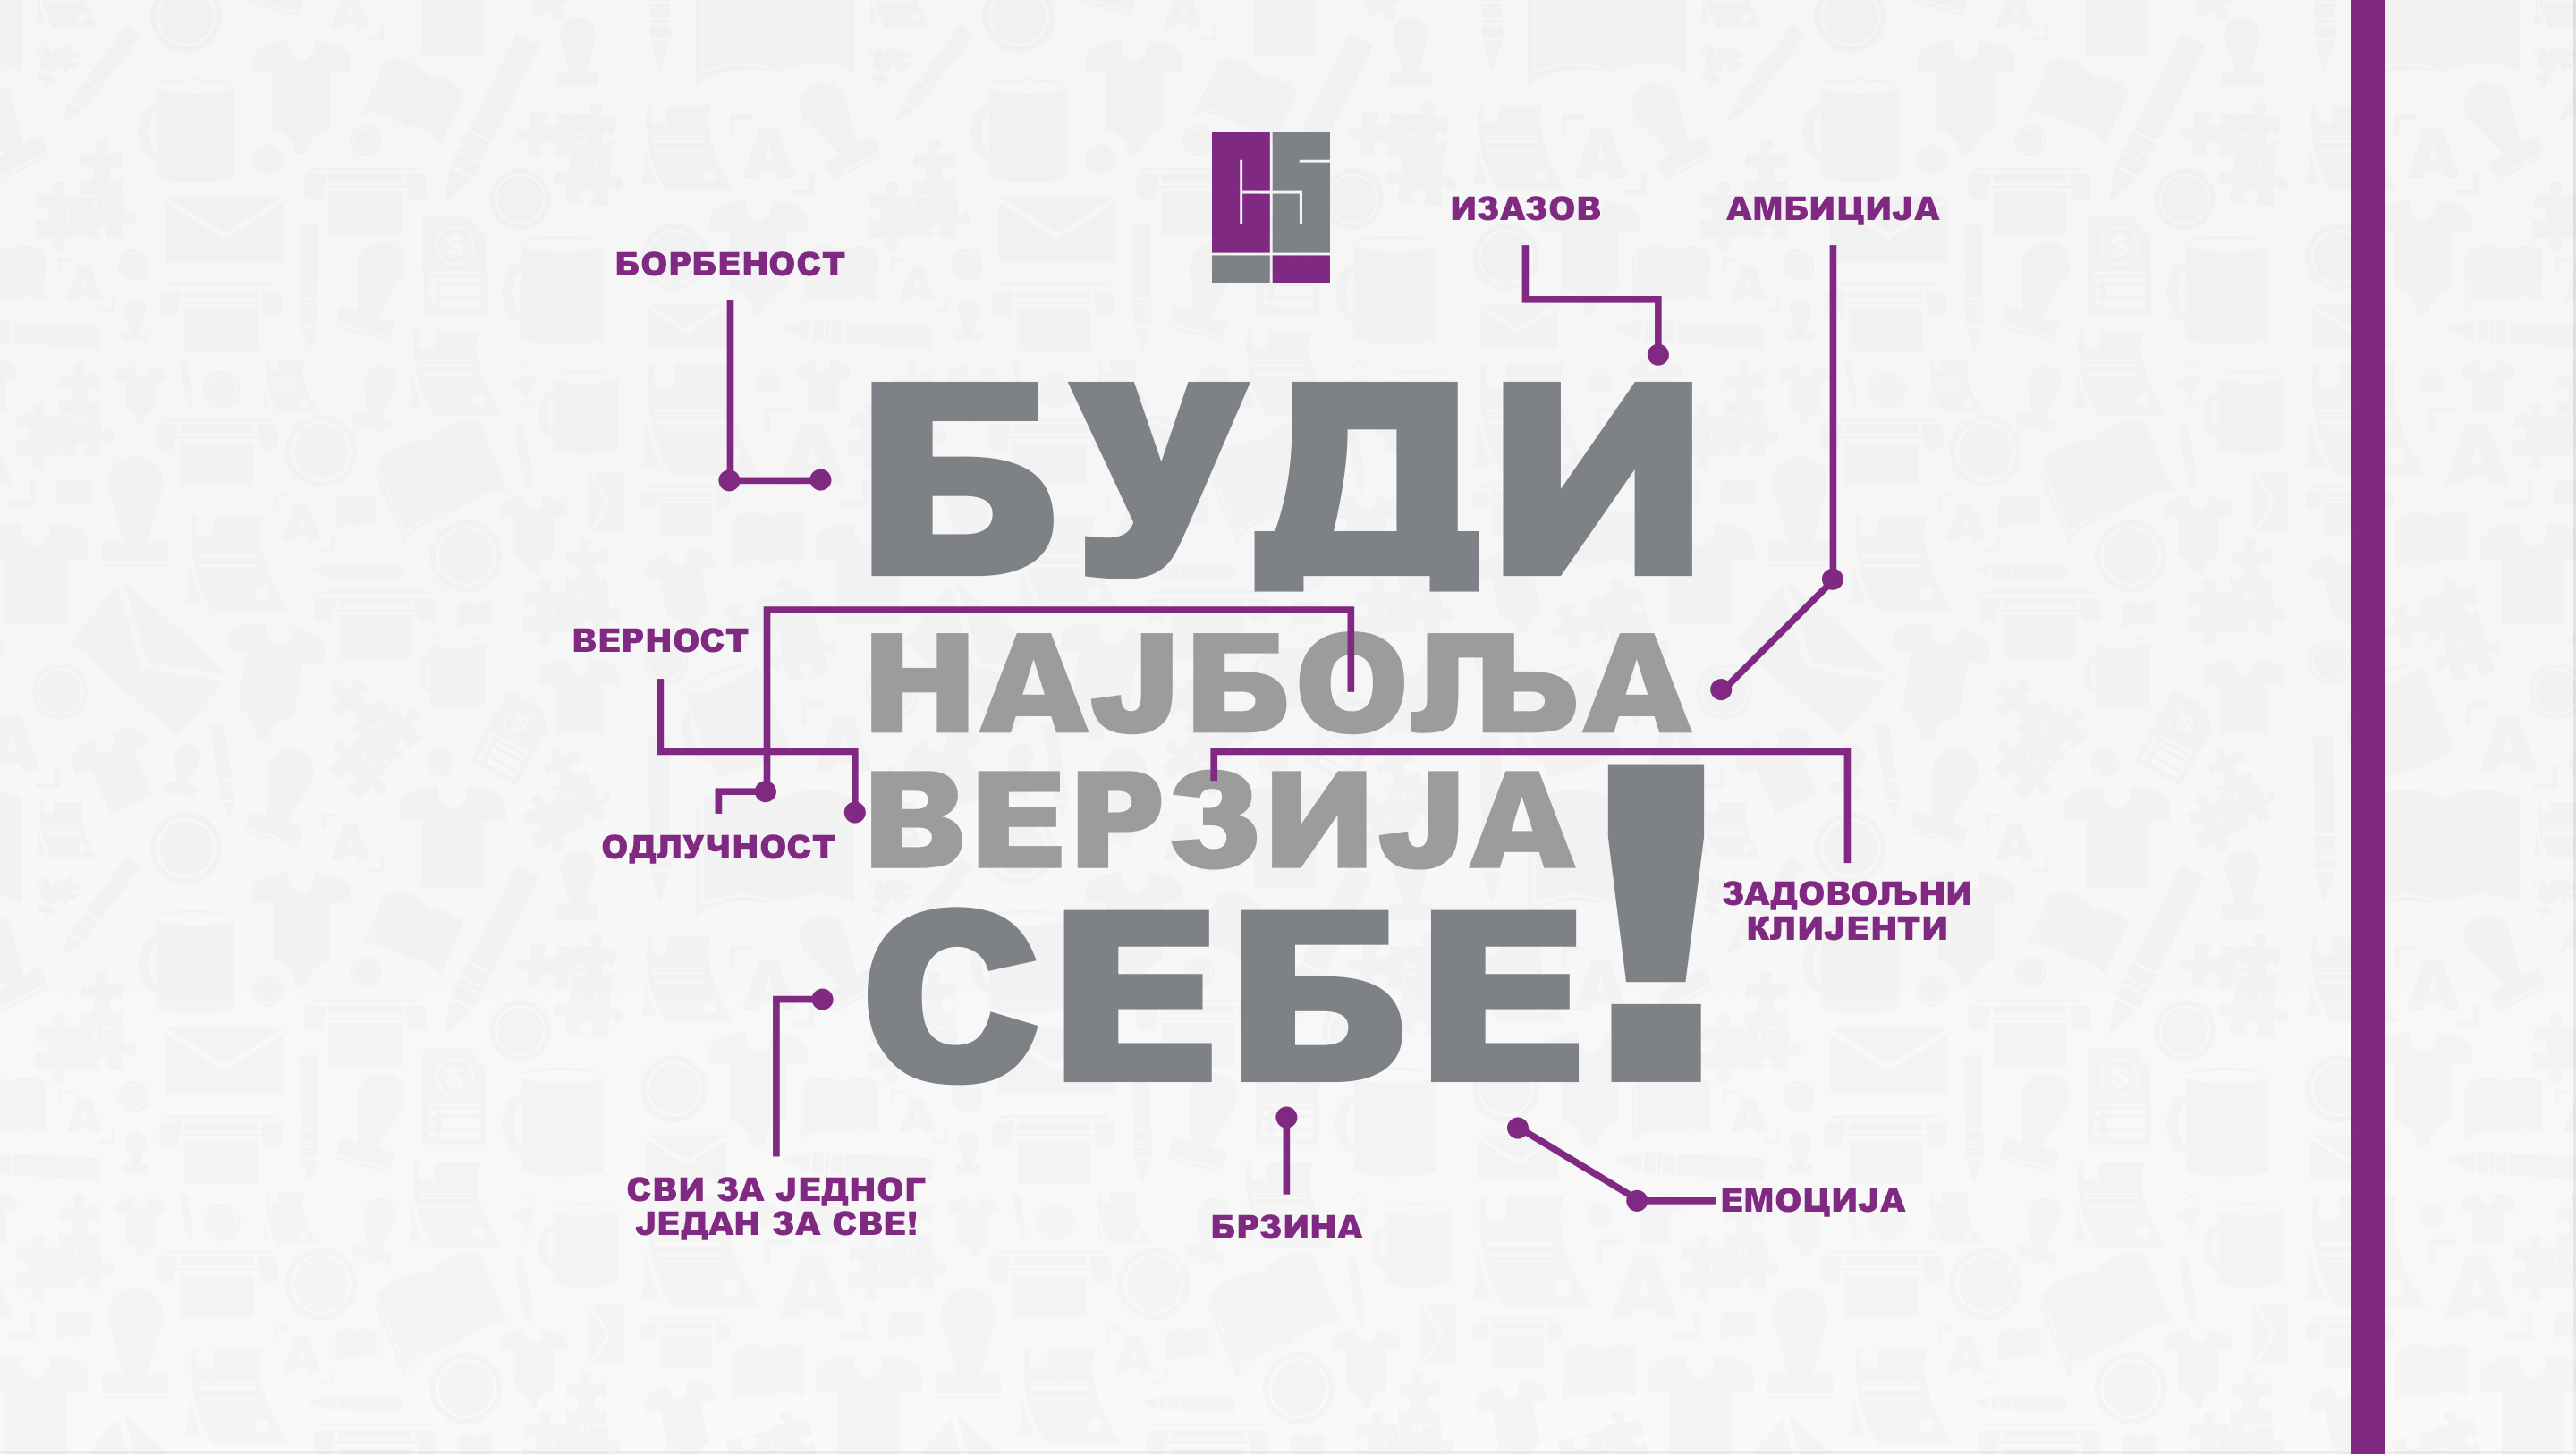 ИЗАЗОВ
АМБИЦИЈА
БОРБЕНОСТ
БУДИ
ВЕРНОСТ
НАЈБОЉА
ВЕРЗИЈА
ОДЛУЧНОСТ
ЗАДОВОЉНИ
КЛИЈЕНТИ
СЕБЕ!
СВИ ЗА ЈЕДНОГ
ЈЕДАН ЗА СВЕ!
БРЗИНА
ЕМОЦИЈА